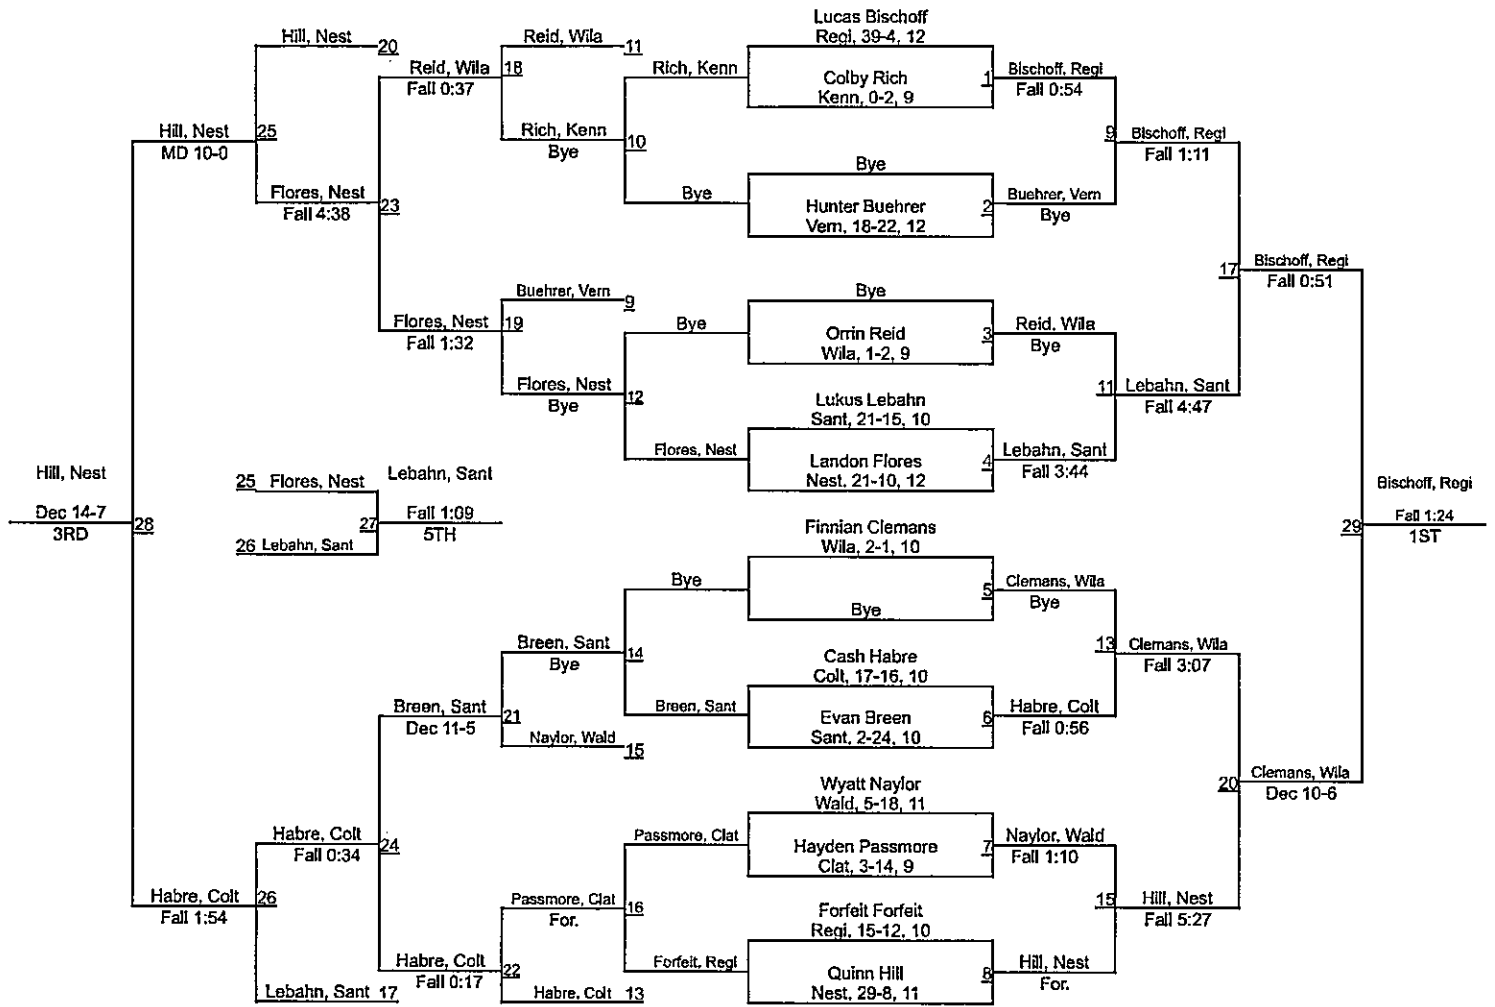 Lucas Bischoff
Regi, 39-4, 12
Hill, Nest
20
Reid, Wila
11
Reid, Wila
18
Fall 0:37
Rich, Kenn
Colby Rich
Kenn, 0-2, 9
1
Bischoff, Regi
Fall 0:54
Hill, Nest
25
MD 10-0
Rich, Kenn
10
Bye
9
Bischoff, Regi
Fall 1:11
Bye
Flores, Nest
23
Fall 4:38
Bye
Hunter Buehrer
Vern, 18-22, 12
2
Buehrer, Vern
Bye
17
Bischoff, Regi
Fall 0:51
Buehrer, Vern
9
Bye
Flores, Nest
19
Fall 1:32
Bye
Orrin Reid
Wila, 1-2, 9
3
Reid, Wila
Bye
Flores, Nest
12
Bye
11
Lebahn, Sant
Fall 4:47
Lukus Lebahn
Sant, 21-15, 10
Flores, Nest
Landon Flores
Nest, 21-10, 12
4
Lebahn, Sant
Fall 3:44
Hill, Nest
25
Flores, Nest
Lebahn, Sant
Bischoff, Regi
Dec 14-7
28
3RD
27
Fall 1:09
5TH
29
Fall 1:24
1ST
26
Lebahn, Sant
Finnian Clemans
Wila, 2-1, 10
Bye
5
Clemans, Wila
Bye
Bye
Breen, Sant
14
Bye
13
Clemans, Wila
Fall 3:07
Cash Habre
Colt, 17-16, 10
Breen, Sant
21
Dec 11-5
Breen, Sant
Evan Breen
Sant, 2-24, 10
6
Habre, Colt
Fall 0:56
Naylor, Wald
15
20
Clemans, Wila
Dec 10-6
Wyatt Naylor
Wald, 5-18, 11
Habre, Colt
24
Fall 0:34
Passmore, Clat
Hayden Passmore
Clat, 3-14, 9
7
Naylor, Wald
Fall 1:10
Habre, Colt
26
Fall 1:54
Passmore, Clat
16
For.
15
Hill, Nest
Fall 5:27
Forfeit Forfeit
Regi, 15-12, 10
Habre, Colt
22
Fall 0:17
Forfeit, Regi
Quinn Hill
Nest, 29-8, 11
8
Hill, Nest
For.
Lebahn, Sant 17
Habre, Colt 13